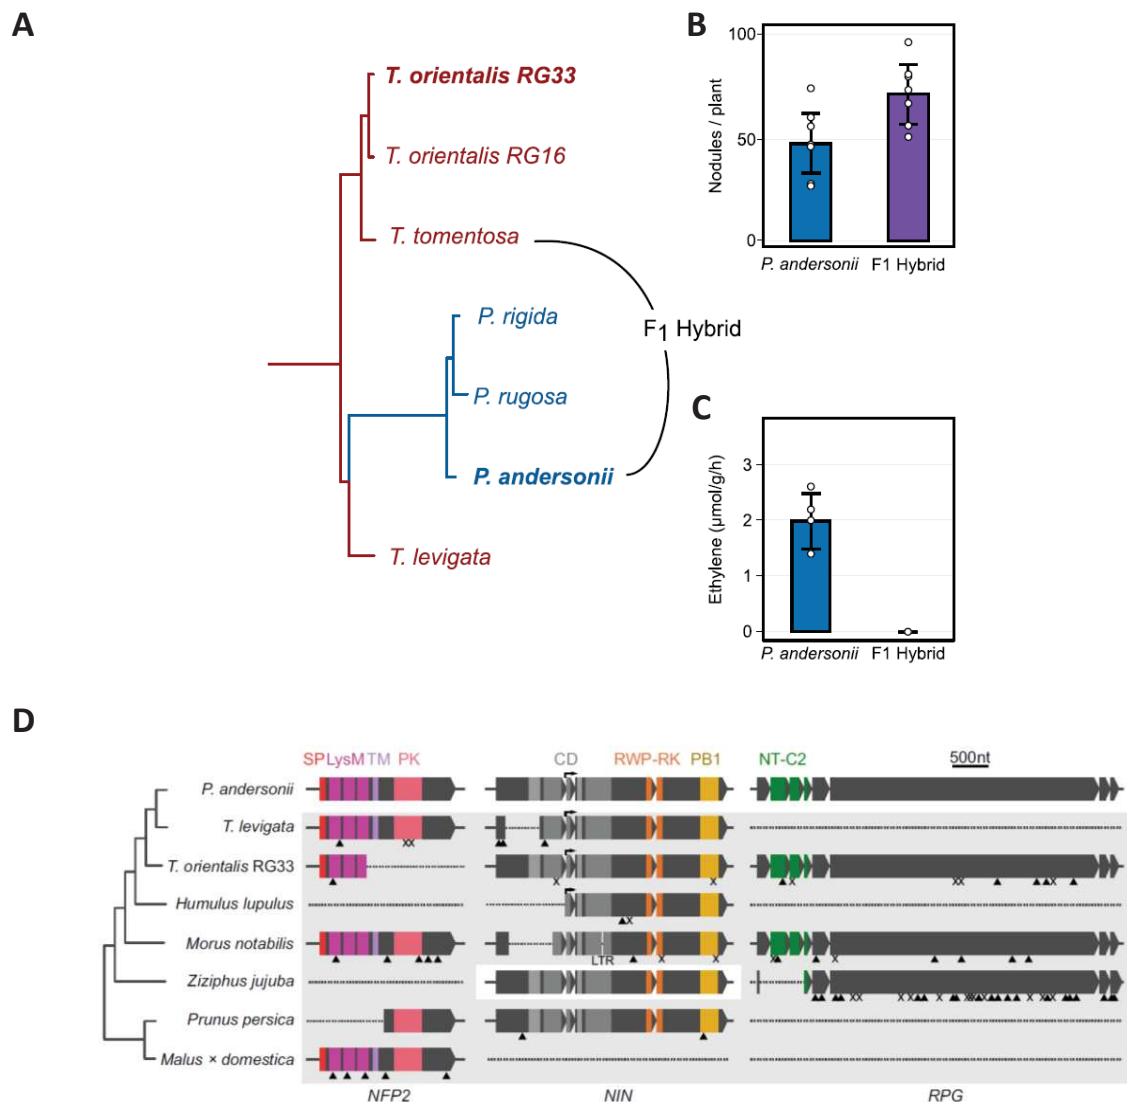 A
T. orientalis RG33
T. orientalis RG16
T. tomentosa
P. rigida
F1 Hybrid
P. rugosa
P. andersonii
T. levigata
B
100
50
0
Nodules / plant
P. andersonii F1 Hybrid
C
3
2
1
0
Ethylene (µmol/g/h)
P. andersonii F1 Hybrid
D
SP LysM TM PK CD RWP-RK PB1 NT-C2 500nt
P. andersonii
T. levigata
T. orientalis RG33
Humulus lupulus
Morus notabilis
LTR
Ziziphus jujuba
Prunus persica
Malus × domestica
NFP2 NIN RPG